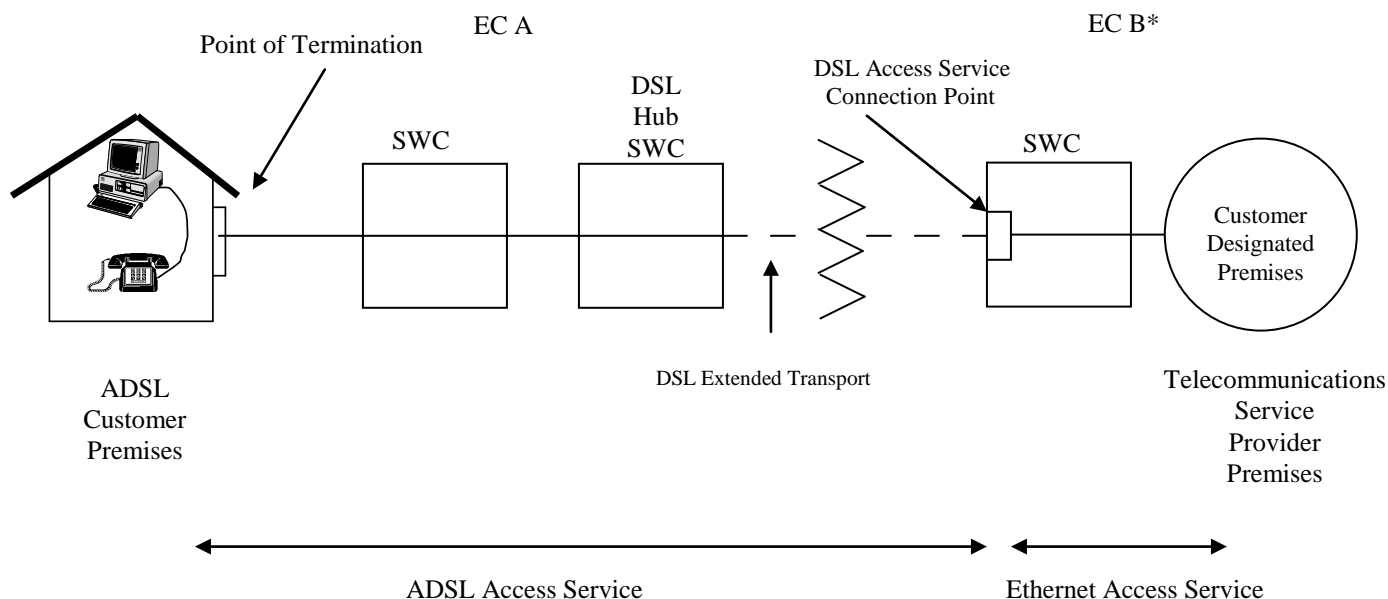 EC A
EC B*
Point of Termination
DSL Access Service
Connection Point
DSL
Hub
SWC
SWC
SWC
Customer
Designated
Premises
DSL Extended Transport
ADSL
Customer
Premises
Telecommunications
Service
Provider
Premises
ADSL Access Service
Ethernet Access Service